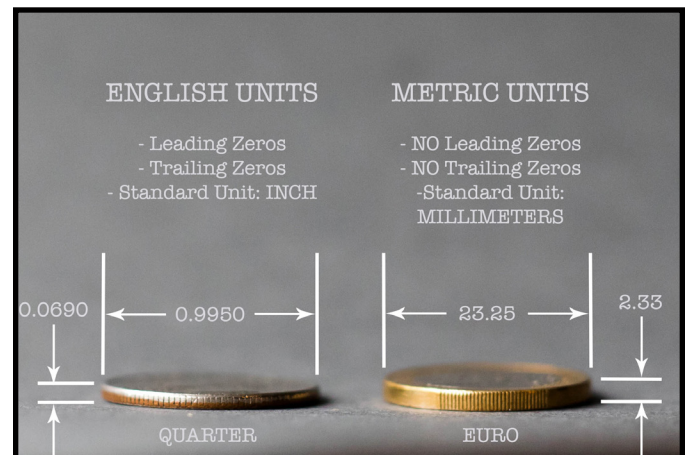 ENGLISH UNITS
- Leading Zeros
- Trailing Zeros
- Standard Unit: INCH
METRIC UNITS
- NO Leading Zeros
- NO Trailing Zeros
-Standard Unit:
MILLIMETERS
0.0690
0.9950
23.25
2.33
QUARTER
EURO